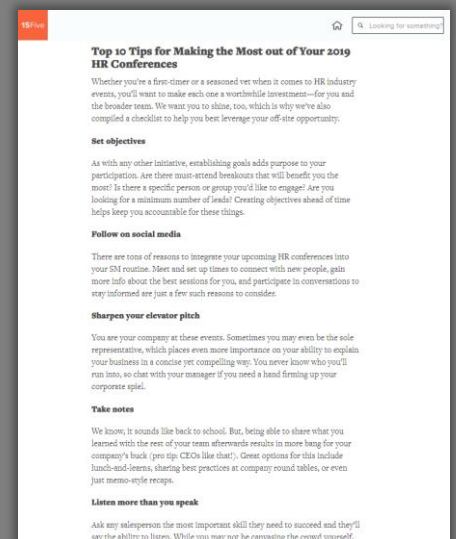 15Five
Looking for something?
Top 10 Tips for Making the Most out of Your 2019
HR Conferences
Whether you're a first-timer or a seasoned vet when it comes to HR industry
events, you'll want to make each one a worthwhile investment—for you and
the broader team. We want you to shine, too, which is why we've also
compiled a checklist to help you best leverage your off-site opportunity.
Set objectives
As with any other initiative, establishing goals adds purpose to your
participation. Are there must-attend breakouts that will benefit you the
most? Is there a specific person or group you'd like to engage? Are you
looking for a minimum number of leads? Creating objectives ahead of time
helps keep you accountable for these things.
Follow on social media
There are tons of reasons to integrate your upcoming HR conferences into
your SM routine. Meet and set up times to connect with new people, gain
more info about the best times, and participate in conversations to
stay informed are just a few such reasons to consider.
Sharpen your elevator pitch
You are your company at these events. Sometimes you may even be the sole
representative, which places even more importance on your ability to explain
your business in a concise yet compelling way. You never know who you'll
run into, so chat with your manager if you need a hand firming up your
corporate spiel.
Take notes
We know, it sounds like back to school. But, being able to share what you
learned with the rest of your team afterwards results in more bang for your
company's buck (pro tip: CEOs like that!). Great options for this include
lunch-and-learns, sharing best practices at company round tables, or even
just memo-style recaps.
Listen more than you speak
Ask any salesperson the most important skill they need to succeed and they'll
say the ability to listen. While you may not be canvasing the crowd yourself,